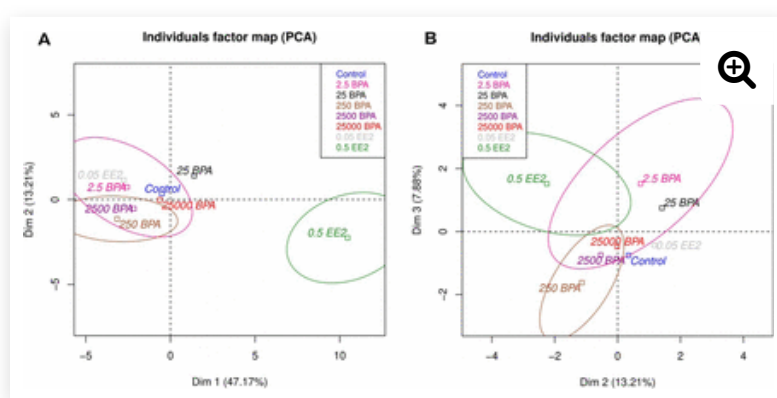 A
Individuals factor map (PCA)
Control
2.5 BPA
25 BPA
250 BPA
2500 BPA
25000 BPA
0.05 EE2
0.5 EE2
5
0
−5
Dim 2 (13.21%)
25 BPA
0.05 EE2
2.5 BPA
Control
2500 BPA
25000 BPA
250 BPA
0.5 EE2
−5
0
5
10
Dim 1 (47.17%)
B
Individuals factor map (PCA
Control
2.5 BPA
25 BPA
250 BPA
2500 BPA
25000 BPA
0.05 EE2
0.5 EE2
4
2
0
−2
Dim 3 (7.88%)
0.5 EE2
2.5 BPA
25 BPA
25000 BPA
0.05 EE2
2500 BPA
Control
250 BPA
−4
−2
0
2
4
Dim 2 (13.21%)